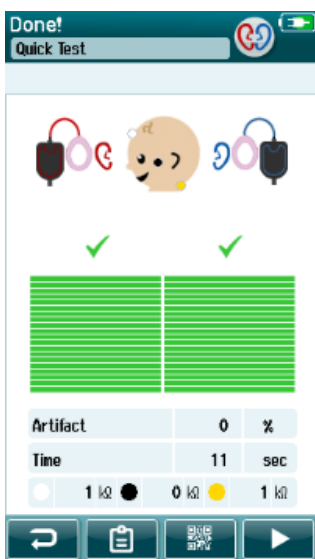 Done!
Quick Test
Artifact 0 %
Time 11 sec
1 kΩ 0 kΩ 1 kΩ